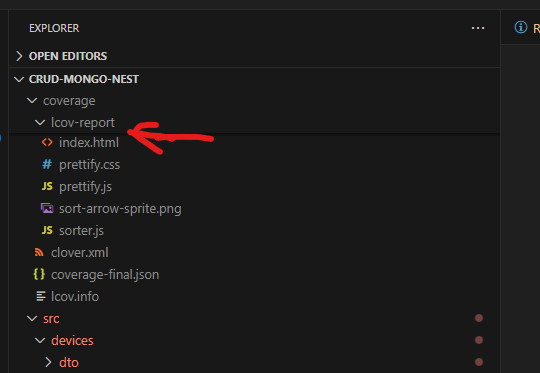 EXPLORER
R
OPEN EDITORS
CRUD-MONGO-NEST
coverage
lcov-report
<> index.html
# prettify.css
JS prettify.js
sort-arrow-sprite.png
JS sorter.js
clover.xml
{} coverage-final.json
lcov.info
src
devices
dto